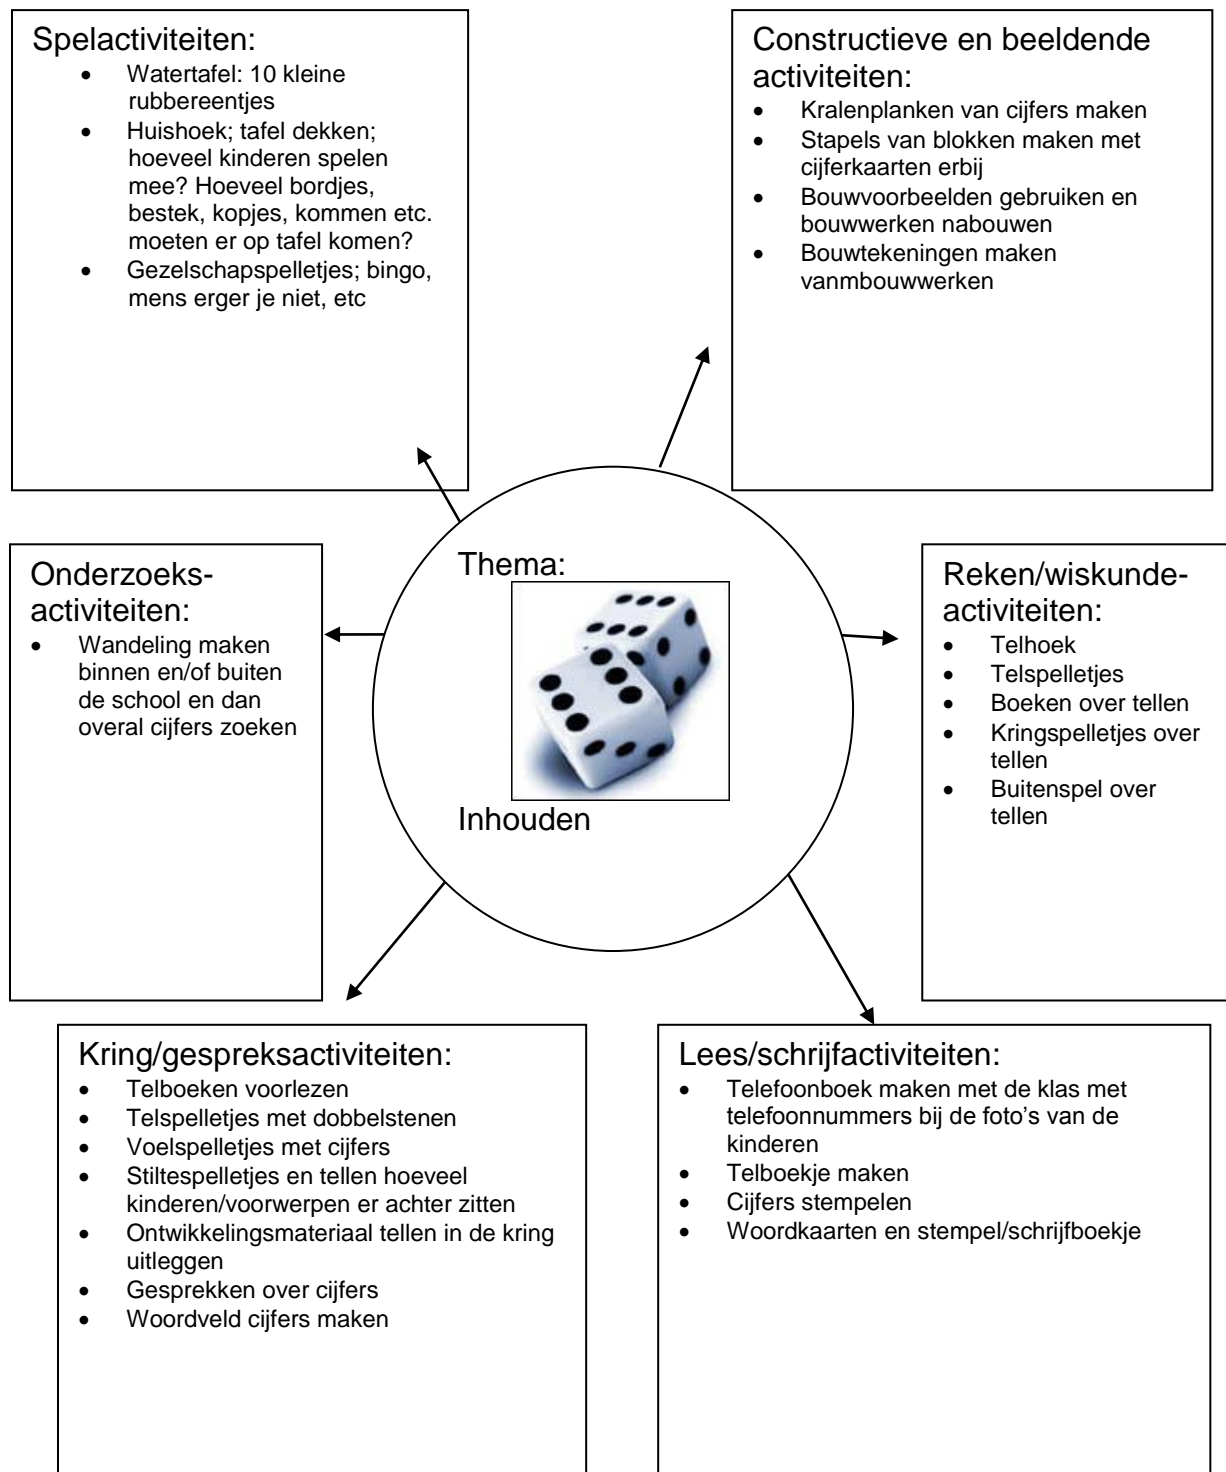 Spelactiviteiten:
• Watertafel: 10 kleine
rubbereentjes
• Huishoek; tafel dekken;
hoeveel kinderen spelen
mee? Hoeveel bordjes,
bestek, kopjes, kommen etc.
moeten er op tafel komen?
• Gezelschapspelletjes; bingo,
mens erger je niet, etc
Constructieve en beeldende
activiteiten:
• Kralenplanken van cijfers maken
• Stapels van blokken maken met
cijferkaarten erbij
• Bouwvoorbeelden gebruiken en
bouwwerken nabouwen
• Bouwtekeningen maken
vanmbouwwerken
Onderzoeks-
activiteiten:
• Wandeling maken
binnen en/of buiten
de school en dan
overal cijfers zoeken
Thema:
Inhouden
Reken/wiskunde-
activiteiten:
• Telhoek
• Telspelletjes
• Boeken over tellen
• Kringspelletjes over
tellen
• Buitenspel over
tellen
Kring/gespreksactiviteiten:
• Telboeken voorlezen
• Telspelletjes met dobbelstenen
• Voelspelletjes met cijfers
• Stiltespelletjes en tellen hoeveel
kinderen/voorwerpen er achter zitten
• Ontwikkelingsmateriaal tellen in de kring
uitleggen
• Gesprekken over cijfers
• Woordveld cijfers maken
Lees/schrijfactiviteiten:
• Telefoonboek maken met de klas met
telefoonnummers bij de foto’s van de
kinderen
• Telboekje maken
• Cijfers stempelen
• Woordkaarten en stempel/schrijfboekje